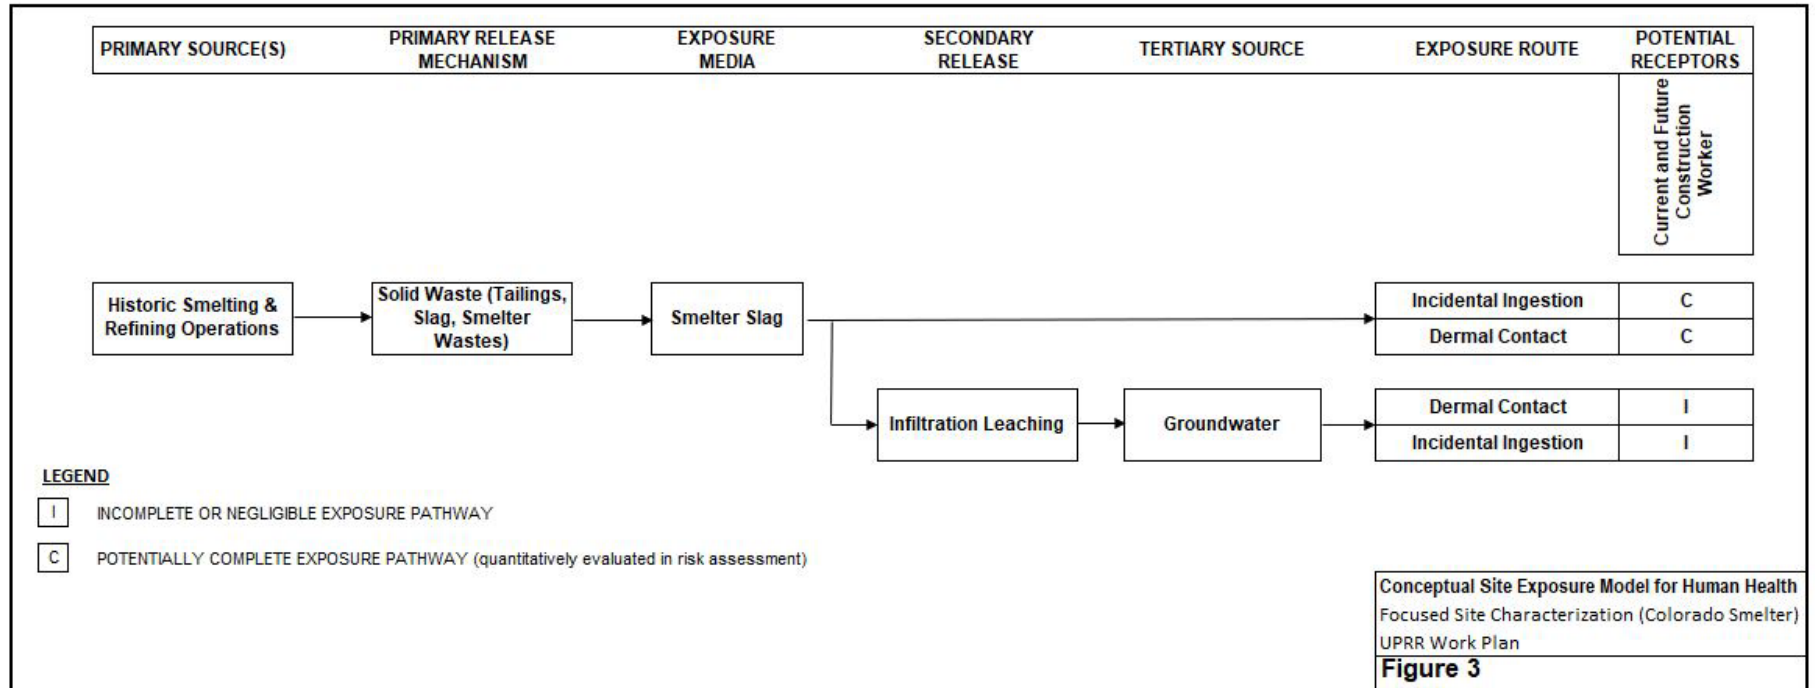 PRIMARY SOURCE(S)
PRIMARY RELEASE
MECHANISM
EXPOSURE
MEDIA
SECONDARY
RELEASE
TERTIARY SOURCE
EXPOSURE ROUTE
POTENTIAL
RECEPTORS
Current and Future
Construction
Worker
Historic Smelting &
Refining Operations
Solid Waste (Tailings,
Slag, Smelter
Wastes)
Smelter Slag
Incidental Ingestion
C
Dermal Contact
C
Infiltration Leaching
Groundwater
Dermal Contact
I
Incidental Ingestion
I
LEGEND
I
INCOMPLETE OR NEGLIGIBLE EXPOSURE PATHWAY
C
POTENTIALLY COMPLETE EXPOSURE PATHWAY (quantitatively evaluated in risk assessment)
Conceptual Site Exposure Model for Human Health
Focused Site Characterization (Colorado Smelter)
UPRR Work Plan
Figure 3